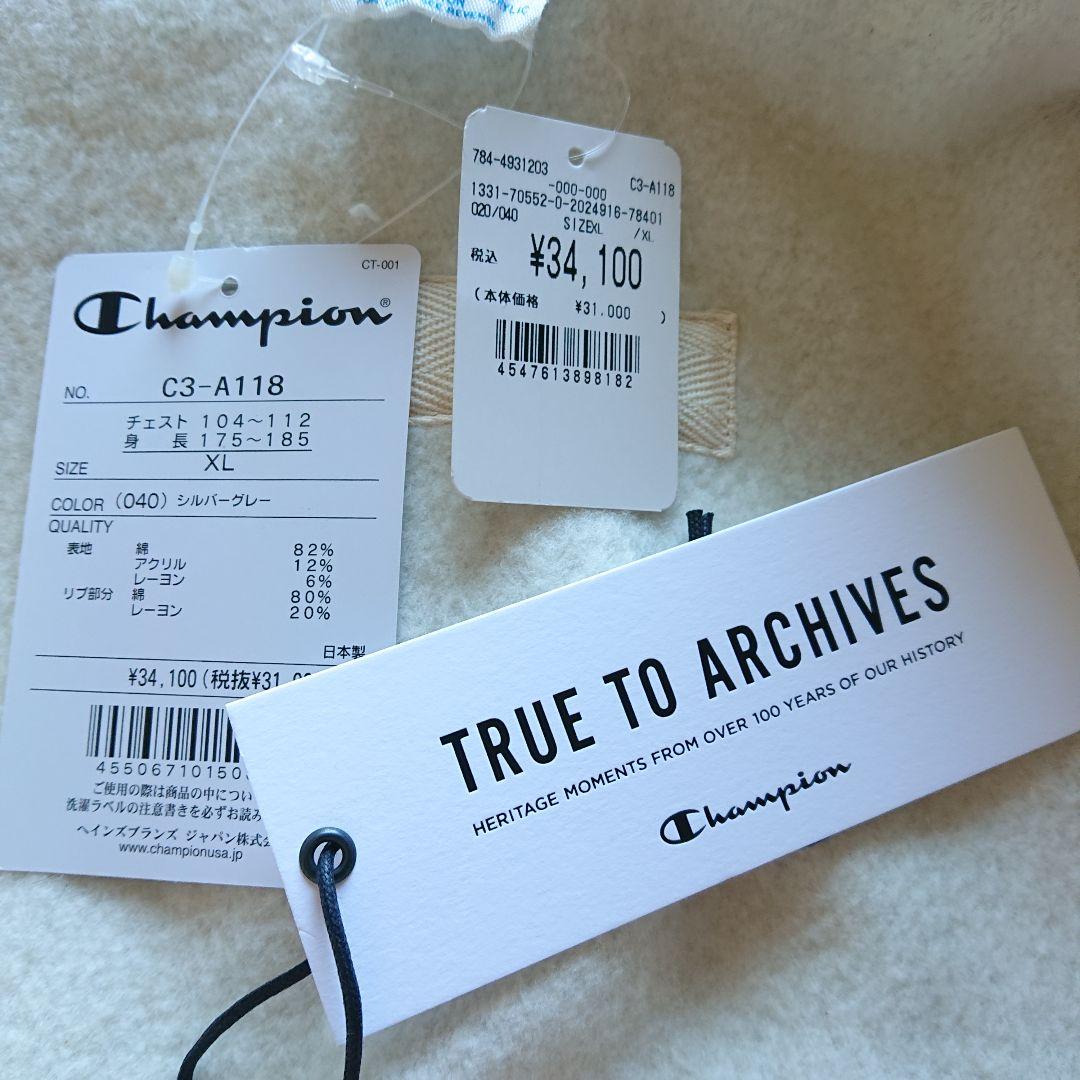 784-4931203
-000-000 C3-A118
1331-70552-0-2024916-78401
020/040 SIZEXL /XL
税込 ¥34,100
(本体価格 ¥31,000 )
4547613898182
CT-001
Champion®
NO. C3-A118
チェスト 104〜112
身 長 175〜185
SIZE XL
COLOR (040) シルバーグレー
QUALITY
表地 綿 82%
アクリル 12%
レーヨン 6%
リブ部分 綿 80%
レーヨン 20%
日本製
¥34,100(税抜¥31
45506710150
ご使用の際は商品の中につい
洗濯ラベルの注意書きを必ずお読み
ヘインズブランズ ジャパン株式
www.championusa.jp
TRUE TO ARCHIVES
HERITAGE MOMENTS FROM OVER 100 YEARS OF OUR HISTORY
Champion